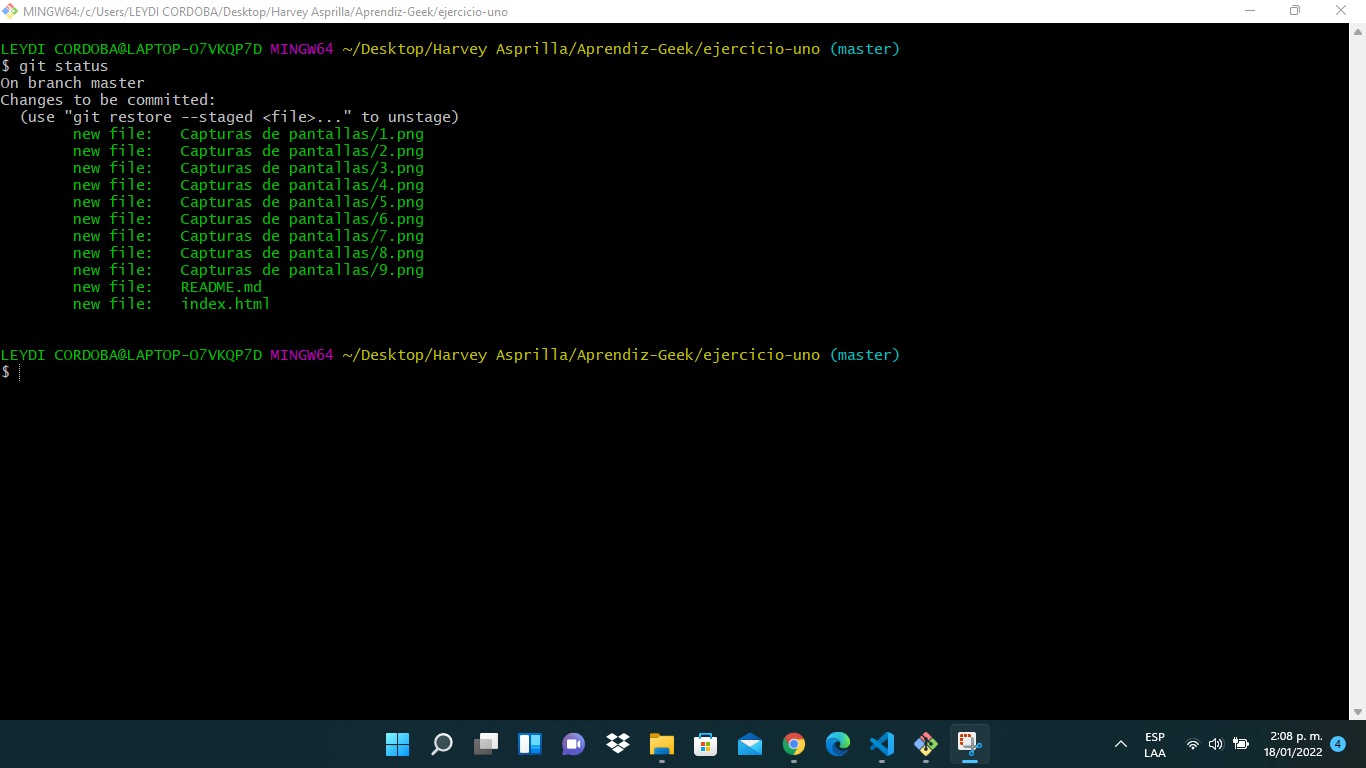 MINGW64:/c/Users/LEYDI CORDOBA/Desktop/Harvey Asprilla/Aprendiz-Geek/ejercicio-uno
LEYDI CORDOBA@LAPTOP-O7VKQP7D MINGW64 ~/Desktop/Harvey Asprilla/Aprendiz-Geek/ejercicio-uno (master)
$ git status
On branch master
Changes to be committed:
  (use "git restore --staged <file>..." to unstage)
        new file:   Capturas de pantallas/1.png
        new file:   Capturas de pantallas/2.png
        new file:   Capturas de pantallas/3.png
        new file:   Capturas de pantallas/4.png
        new file:   Capturas de pantallas/5.png
        new file:   Capturas de pantallas/6.png
        new file:   Capturas de pantallas/7.png
        new file:   Capturas de pantallas/8.png
        new file:   Capturas de pantallas/9.png
        new file:   README.md
        new file:   index.html
LEYDI CORDOBA@LAPTOP-O7VKQP7D MINGW64 ~/Desktop/Harvey Asprilla/Aprendiz-Geek/ejercicio-uno (master)
$
ESP
LAA
2:08 p. m.
18/01/2022
4